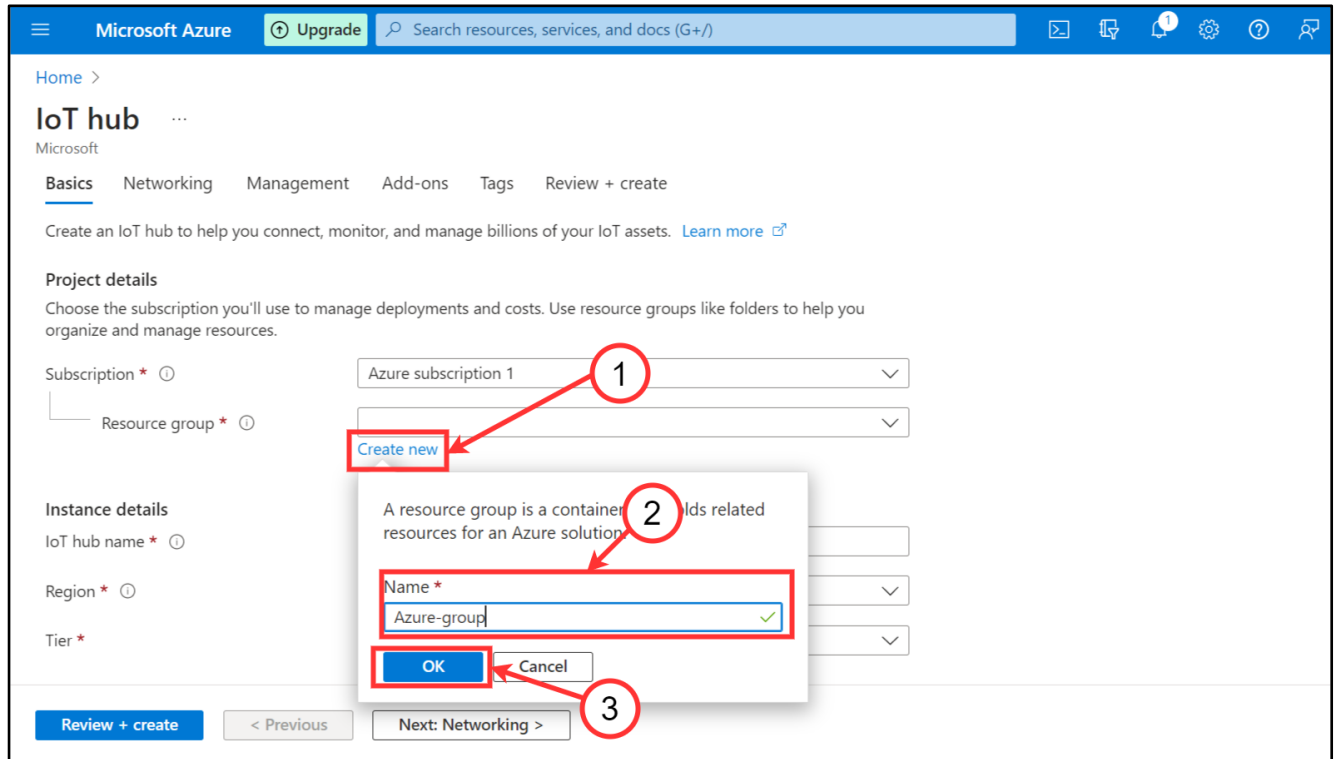 Microsoft Azure Upgrade Search resources, services, and docs (G+/) 1
Home >
IoT hub ...
Microsoft
Basics Networking Management Add-ons Tags Review + create
Create an IoT hub to help you connect, monitor, and manage billions of your IoT assets. Learn more
Project details
Choose the subscription you'll use to manage deployments and costs. Use resource groups like folders to help you
organize and manage resources.
Subscription * Azure subscription 1
1
Resource group *
Create new
A resource group is a container olds related
resources for an Azure solution.
2
Instance details
IoT hub name *
Region *
Tier *
Name *
Azure-group
OK Cancel
3
Review + create < Previous Next: Networking >